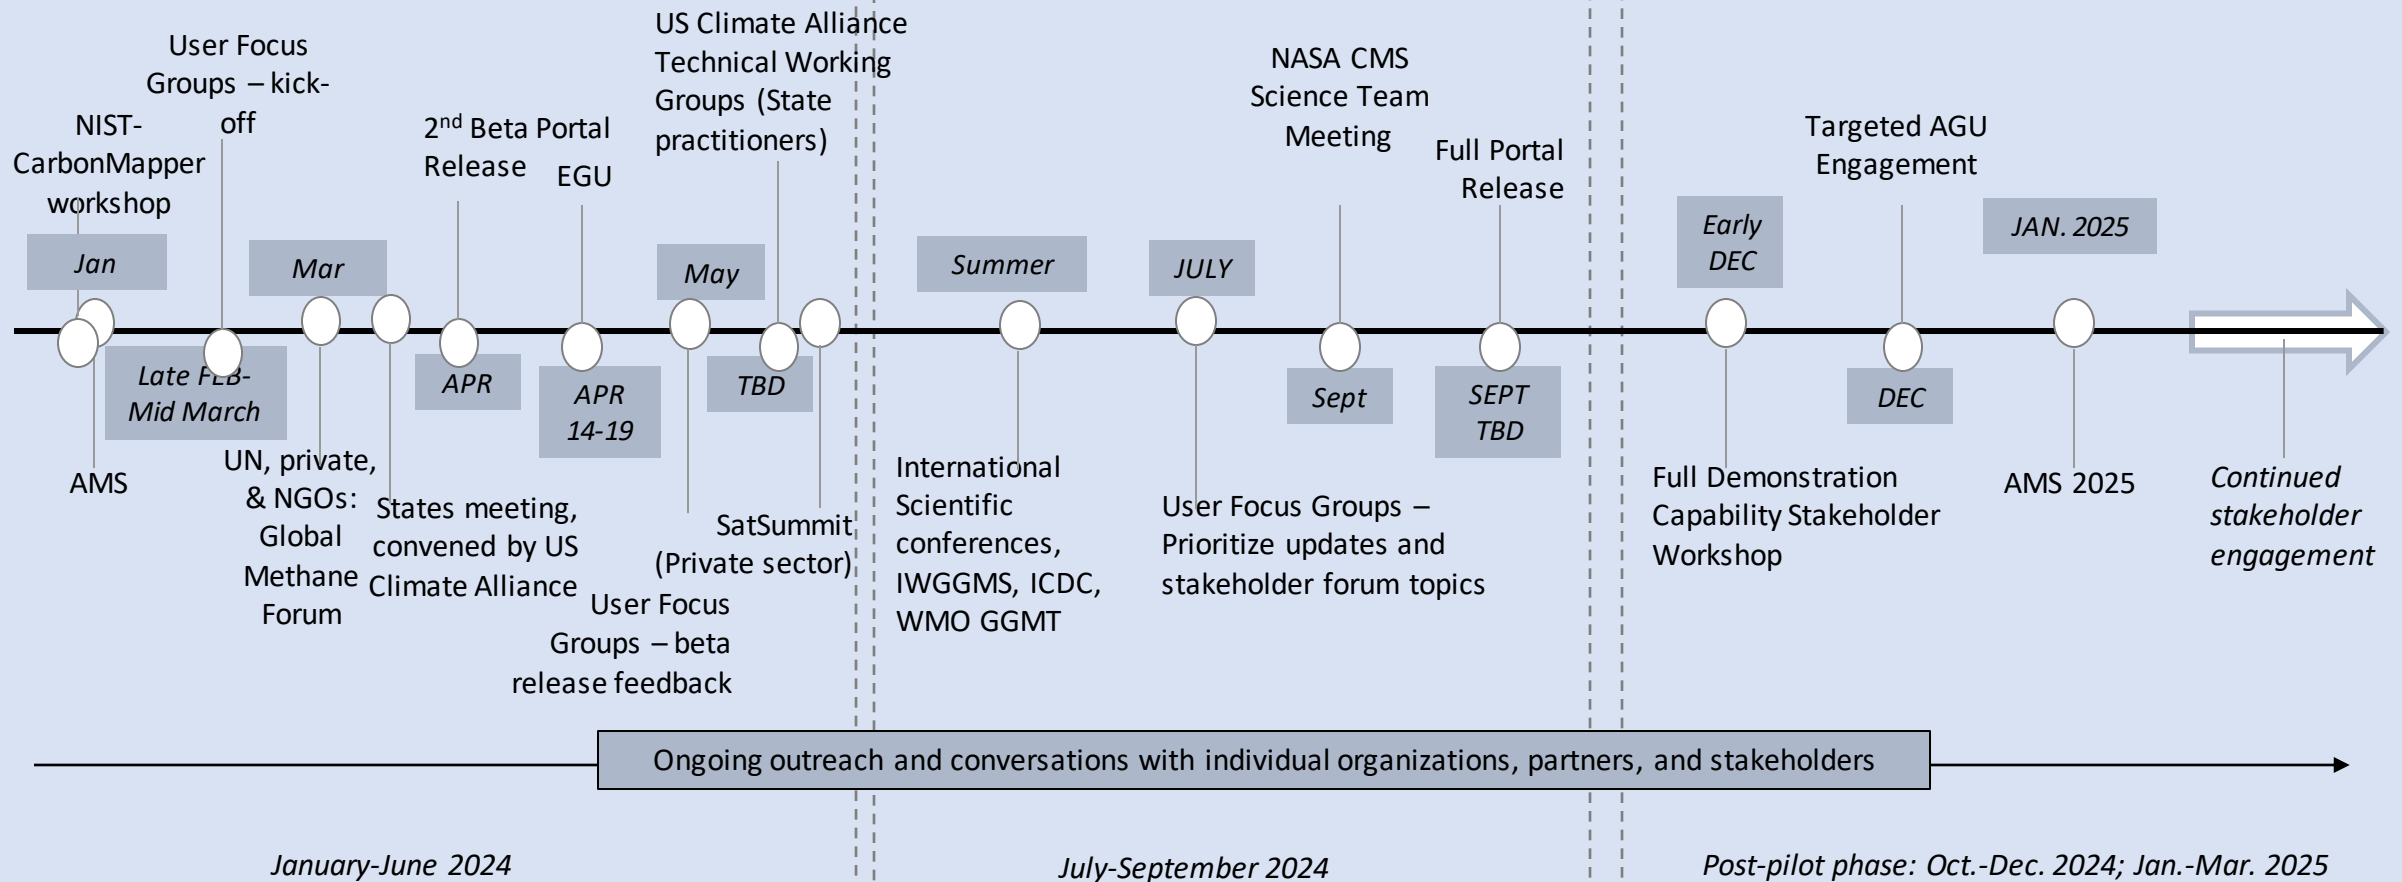 NIST-
CarbonMapper
workshop
User Focus
Groups – kick-
off
2nd Beta Portal
Release
EGU
US Climate Alliance
Technical Working
Groups (State
practitioners)
NASA CMS
Science Team
Meeting
Full Portal
Release
Targeted AGU
Engagement
Jan
Mar
May
Summer
JULY
Early
DEC
JAN. 2025
Late FEB-
Mid March
APR
APR
14-19
TBD
Sept
SEPT
TBD
DEC
AMS
UN, private,
& NGOs:
Global
Methane
Forum
States meeting,
convened by US
Climate Alliance
User Focus
Groups – beta
release feedback
SatSummit
(Private sector)
International
Scientific
conferences,
IWGGMS, ICDC,
WMO GGMT
User Focus Groups –
Prioritize updates and
stakeholder forum topics
Full Demonstration
Capability Stakeholder
Workshop
AMS 2025
Continued
stakeholder
engagement
Ongoing outreach and conversations with individual organizations, partners, and stakeholders
January-June 2024
July-September 2024
Post-pilot phase: Oct.-Dec. 2024; Jan.-Mar. 2025